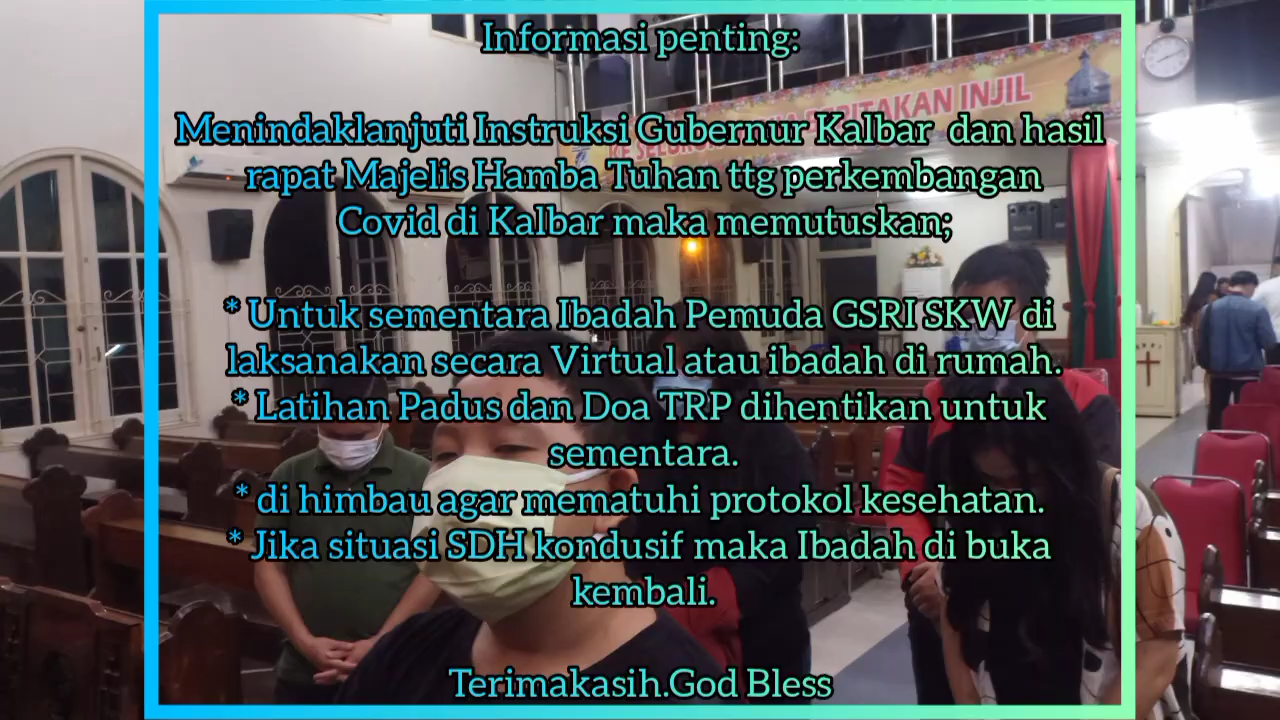 Informasi penting:
Menindaklanjuti Instruksi Gubernur Kalbar dan hasil
rapat Majelis Hamba Tuhan ttg perkembangan
Covid di Kalbar maka memutuskan;
* Untuk sementara Ibadah Pemuda GSRI SKW di
laksanakan secara Virtual atau ibadah di rumah.
* Latihan Padus dan Doa TRP dihentikan untuk
sementara.
* di himbau agar mematuhi protokol kesehatan.
* Jika situasi SDH kondusif maka Ibadah di buka
kembali.
Terimakasih.God Bless
BERITAKAN INJIL
KE